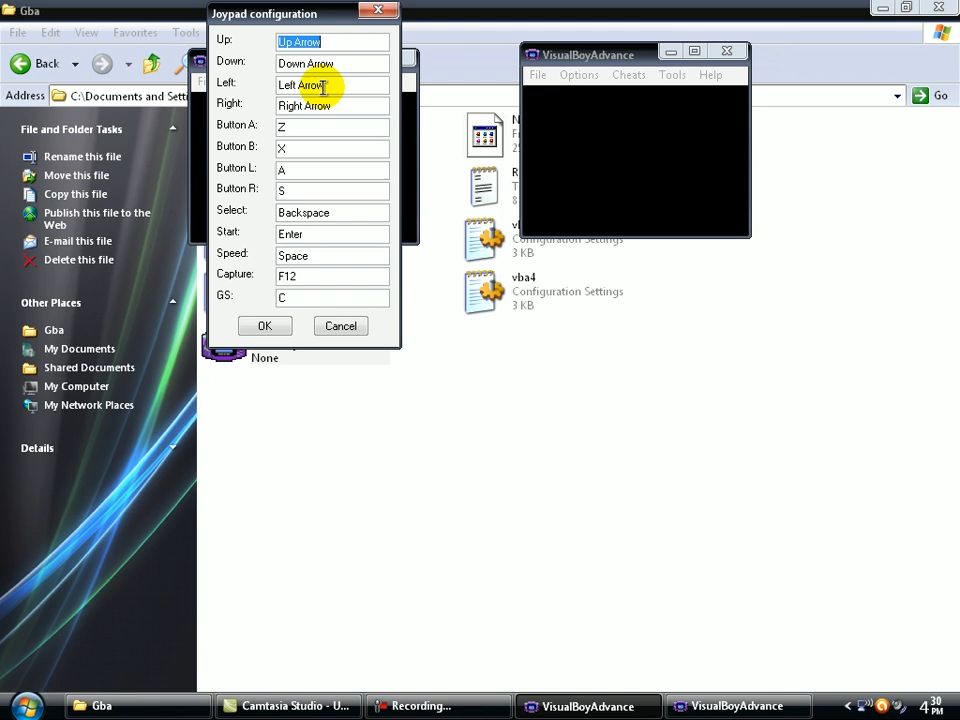 Gba
File Edit View Favorites Tools
Back
Address C:\Documents and Setti
Go
File and Folder Tasks
Rename this file
Move this file
Copy this file
Publish this file to the
Web
E-mail this file
Delete this file
Other Places
Gba
My Documents
Shared Documents
My Computer
My Network Places
Details
Joypad configuration
Up: Up Arrow
Down: Down Arrow
Left: Left Arrow
Right: Right Arrow
Button A: Z
Button B: X
Button L: A
Button R: S
Select: Backspace
Start: Enter
Speed: Space
Capture: F12
GS: C
OK Cancel
None
VisualBoyAdvance
File Options Cheats Tools Help
Configuration Settings
3 KB
vba4
Configuration Settings
3 KB
Gba
Camtasia Studio - U...
Recording...
VisualBoyAdvance
VisualBoyAdvance
4 30 PM